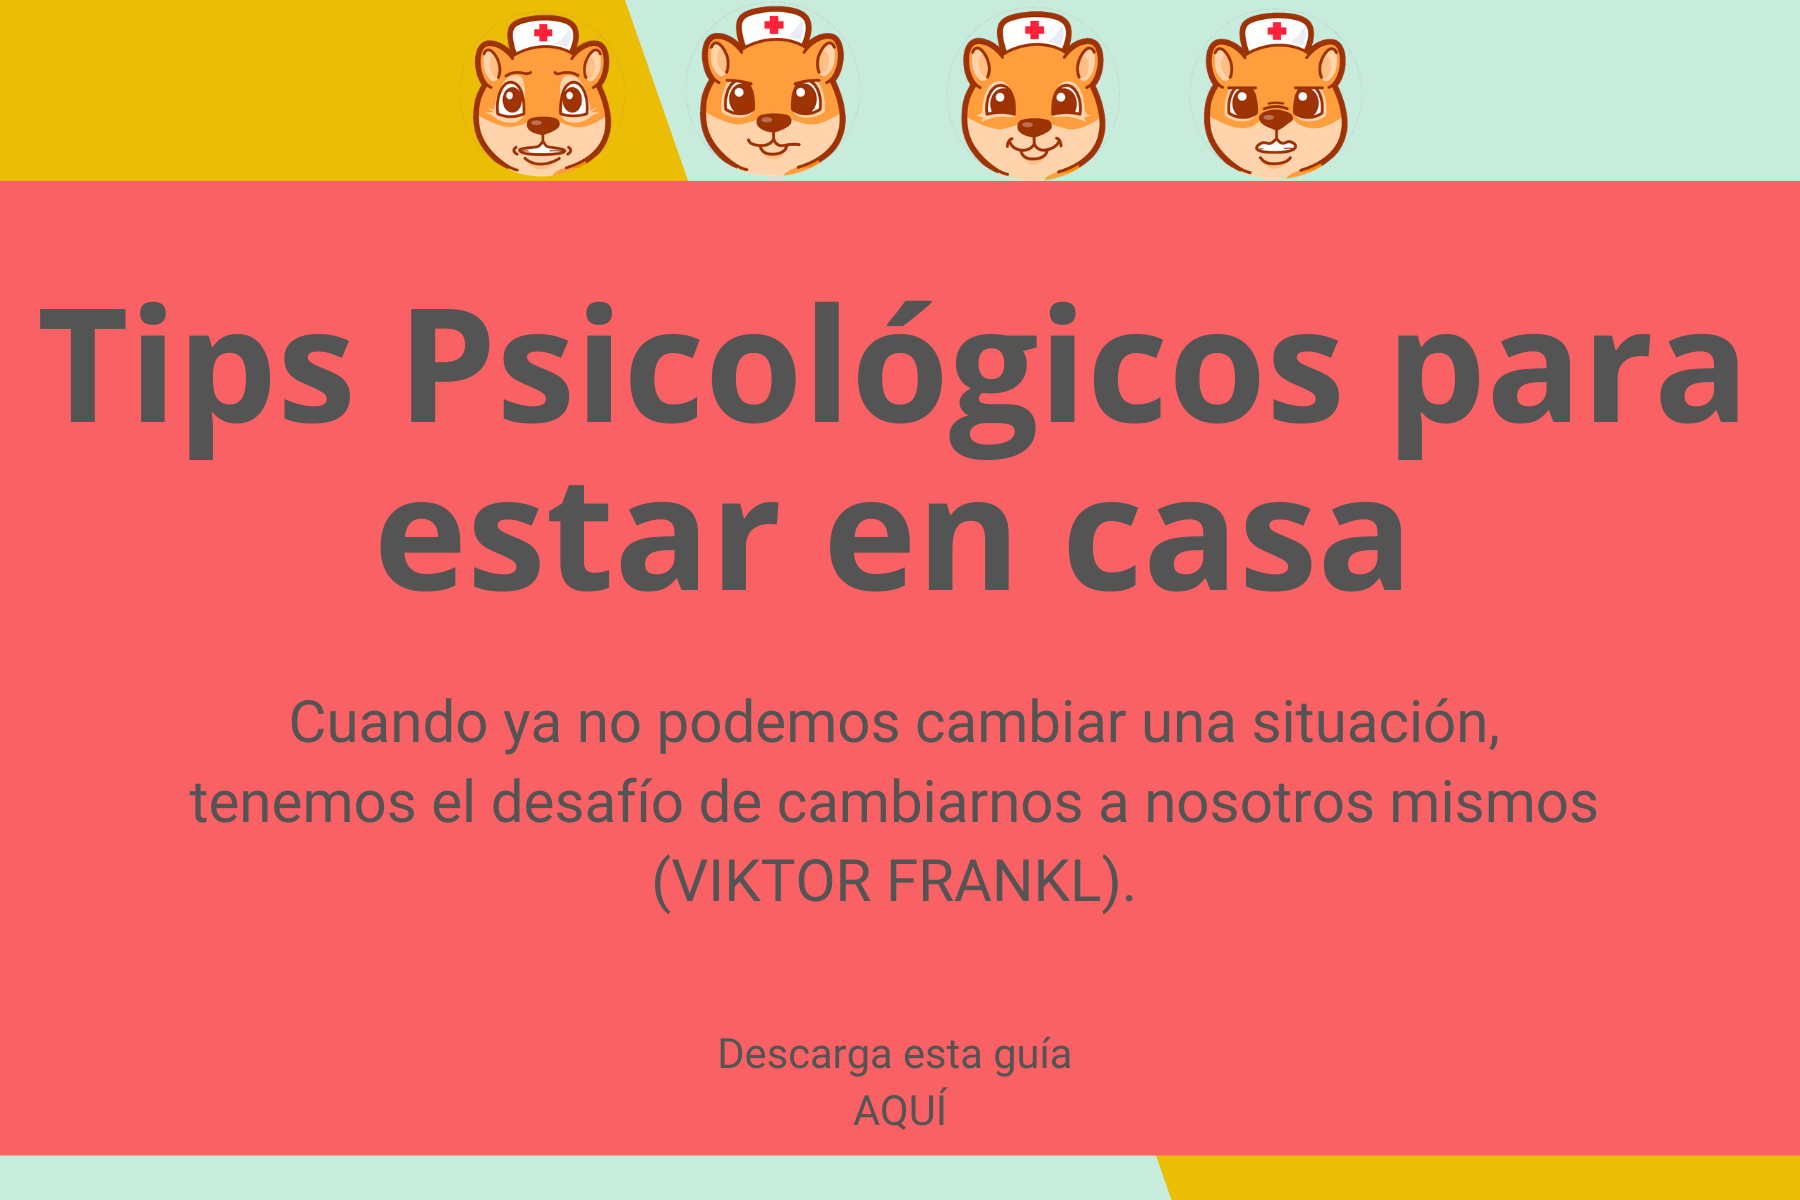 Tips Psicológicos para
estar en casa
Cuando ya no podemos cambiar una situación,
tenemos el desafío de cambiarnos a nosotros mismos
(VIKTOR FRANKL).
Descarga esta guía
AQUÍ